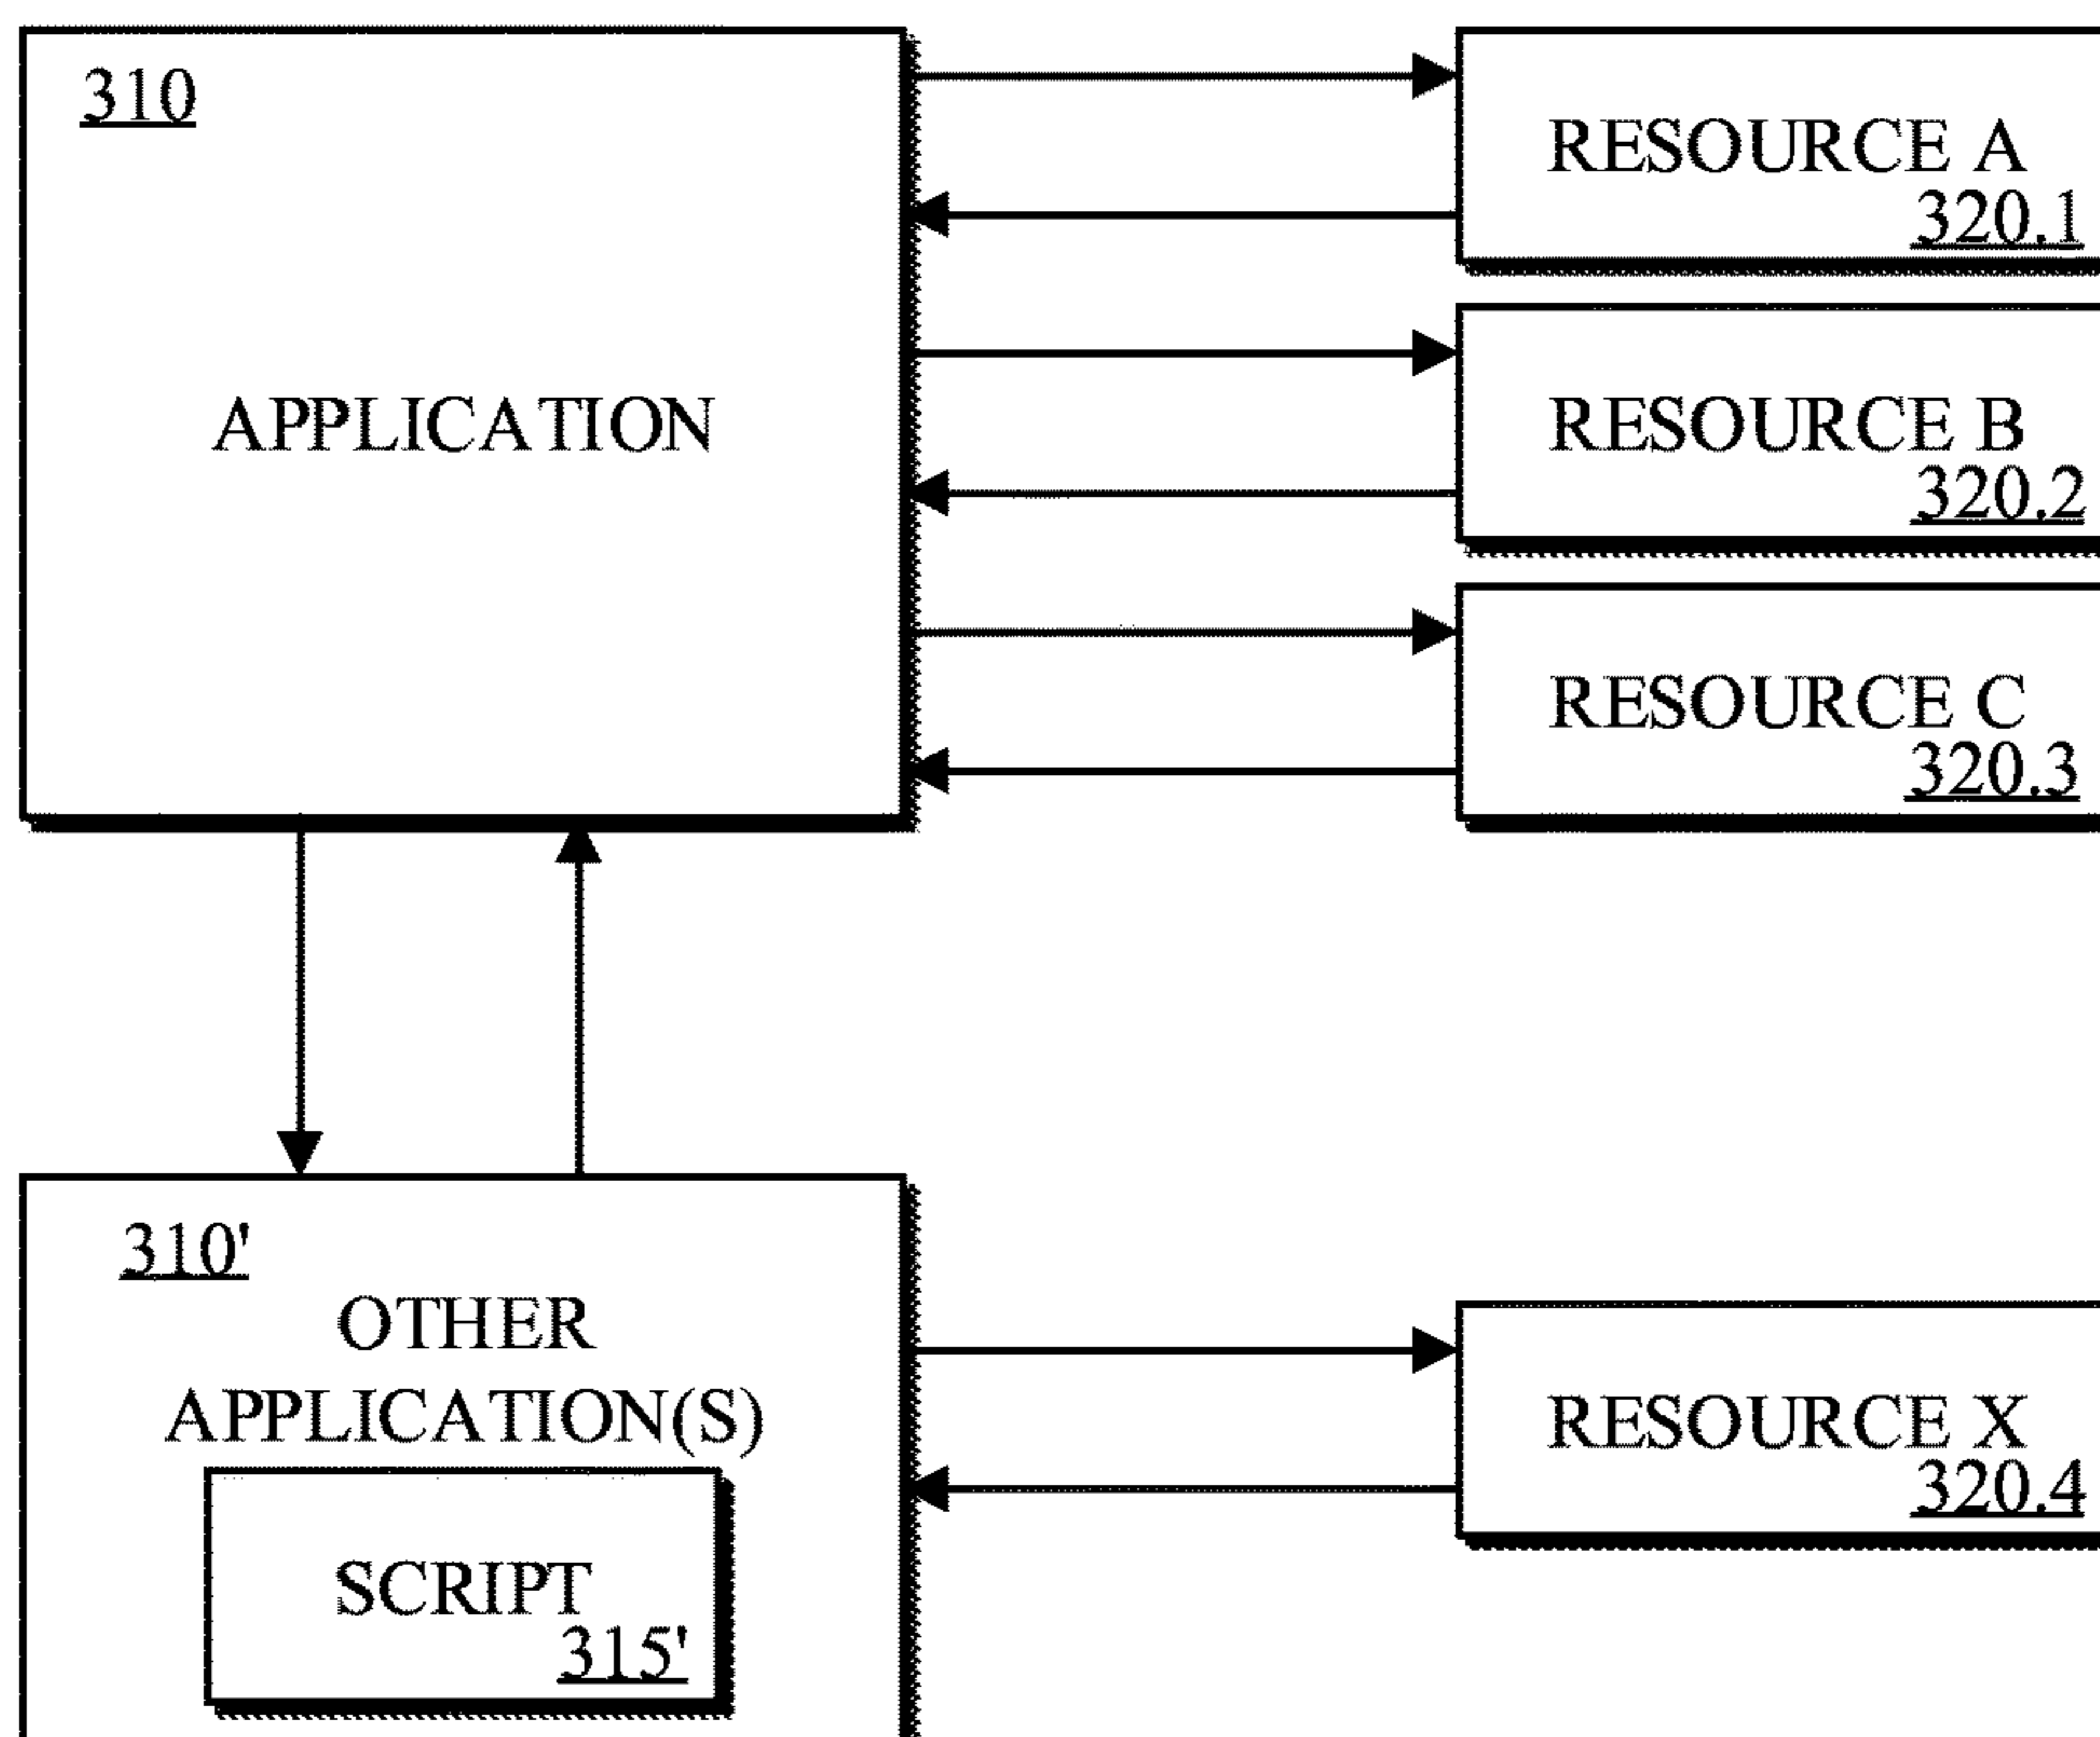 310
APPLICATION
RESOURCE A
320.1
RESOURCE B
320.2
RESOURCE C
320.3
310'
OTHER
APPLICATION(S)
SCRIPT
315'
RESOURCE X
320.4